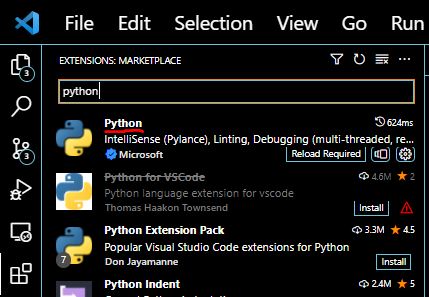 File Edit Selection View Go Run
EXTENSIONS: MARKETPLACE
python
Python 624ms
IntelliSense (Pylance), Linting, Debugging (multi-threaded, re...
Microsoft Reload Required
Python for VSCode 4.6M 2
Python language extension for vscode
Thomas Haakon Townsend Install
Python Extension Pack 3.3M 4.5
Popular Visual Studio Code extensions for Python
Don Jayamanne Install
Python Indent 2.4M 5
3
3
7